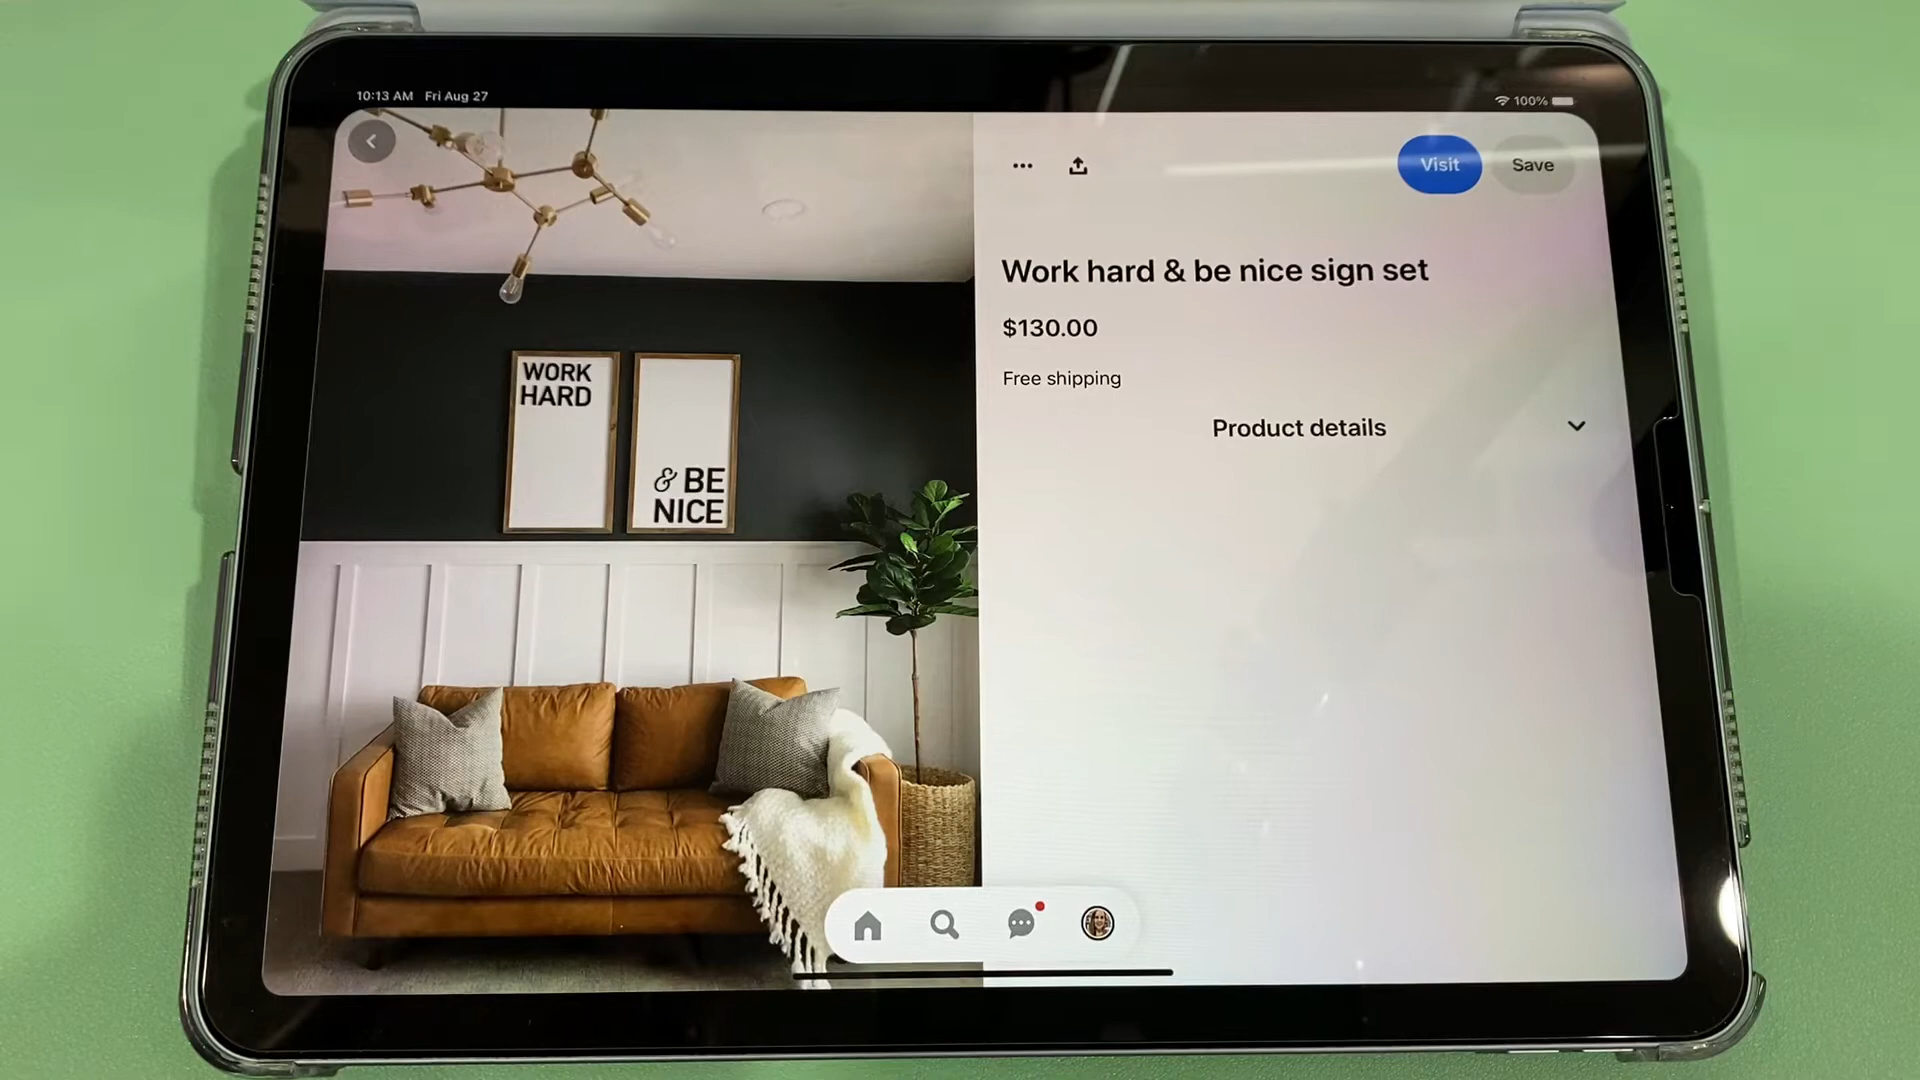 10:13 AM Fri Aug 27
100%
WORK
HARD
& BE
NICE
Visit
Save
Work hard & be nice sign set
$130.00
Free shipping
Product details